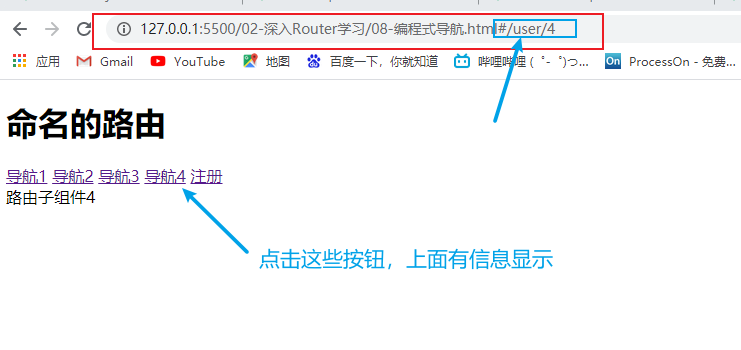 127.0.0.1:5500/02-深入Router学习/08-编程式导航.html#/user/4
应用 Gmail YouTube 地图 百度一下，你就知道 哔哩哔哩 ( ゜- ゜)つ... On ProcessOn - 免费...
命名的路由
导航1 导航2 导航3 导航4 注册
路由子组件4
点击这些按钮，上面有信息显示